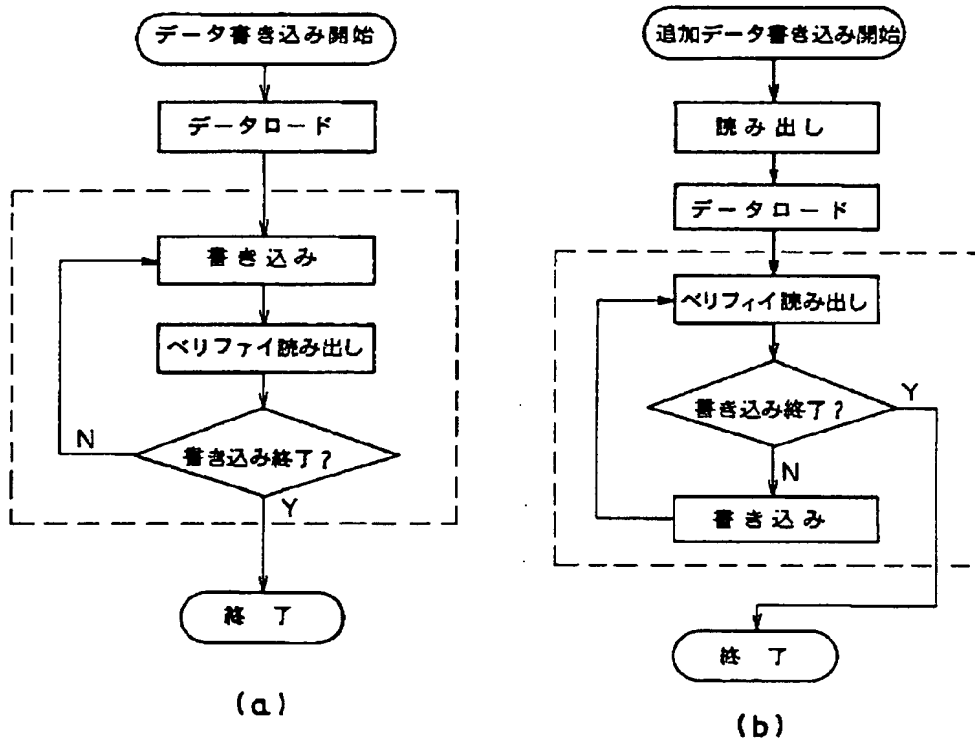 データ書き込み開始
データロード
書き込み
ベリファイ読み出し
N
書き込み終了?
Y
終 了
(a)
追加データ書き込み開始
読み出し
データロード
ベリフィイ読み出し
書き込み終了?
Y
N
書き込み
終 了
(b)